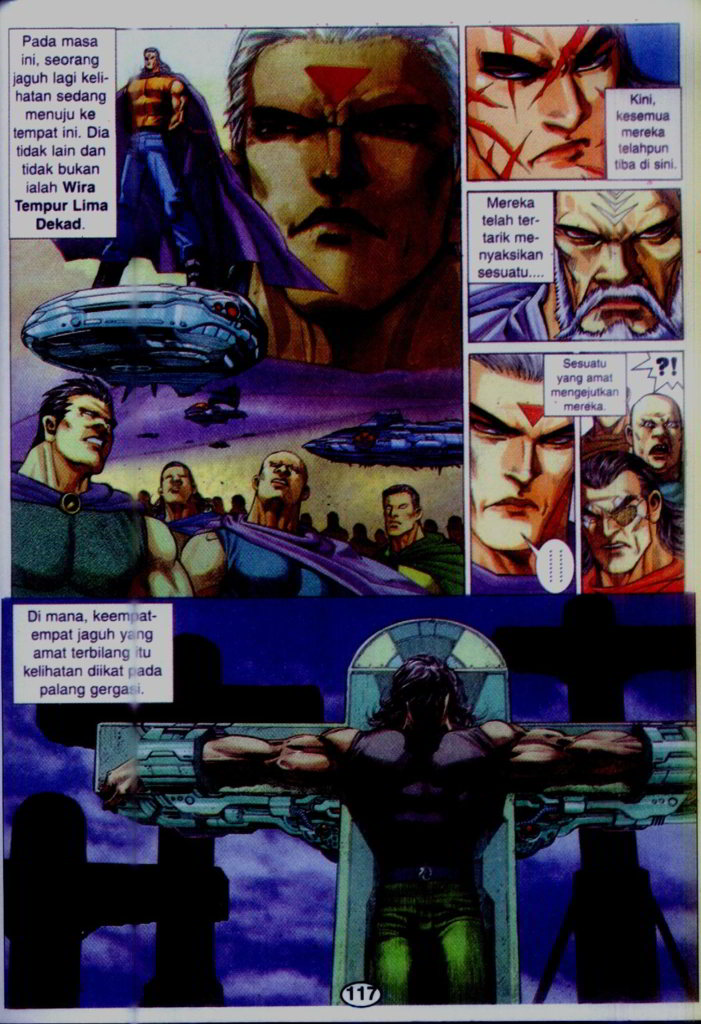 Pada masa
ini, seorang
jaguh lagi keli-
hatan sedang
menuju ke
tempat ini. Dia
tidak lain dan
tidak bukan
ialah Wira
Tempur Lima
Dekad.
Kini,
kesemua
mereka
telahpun
tiba di sini.
Mereka
telah ter-
tarik me-
nyaksikan
sesuatu....
Sesuatu
yang amat
mengejutkan
mereka.
?!
Di mana, keempat-
empat jaguh yang
amat terbilang itu
kelihatan diikat pada
palang gergasi.
117